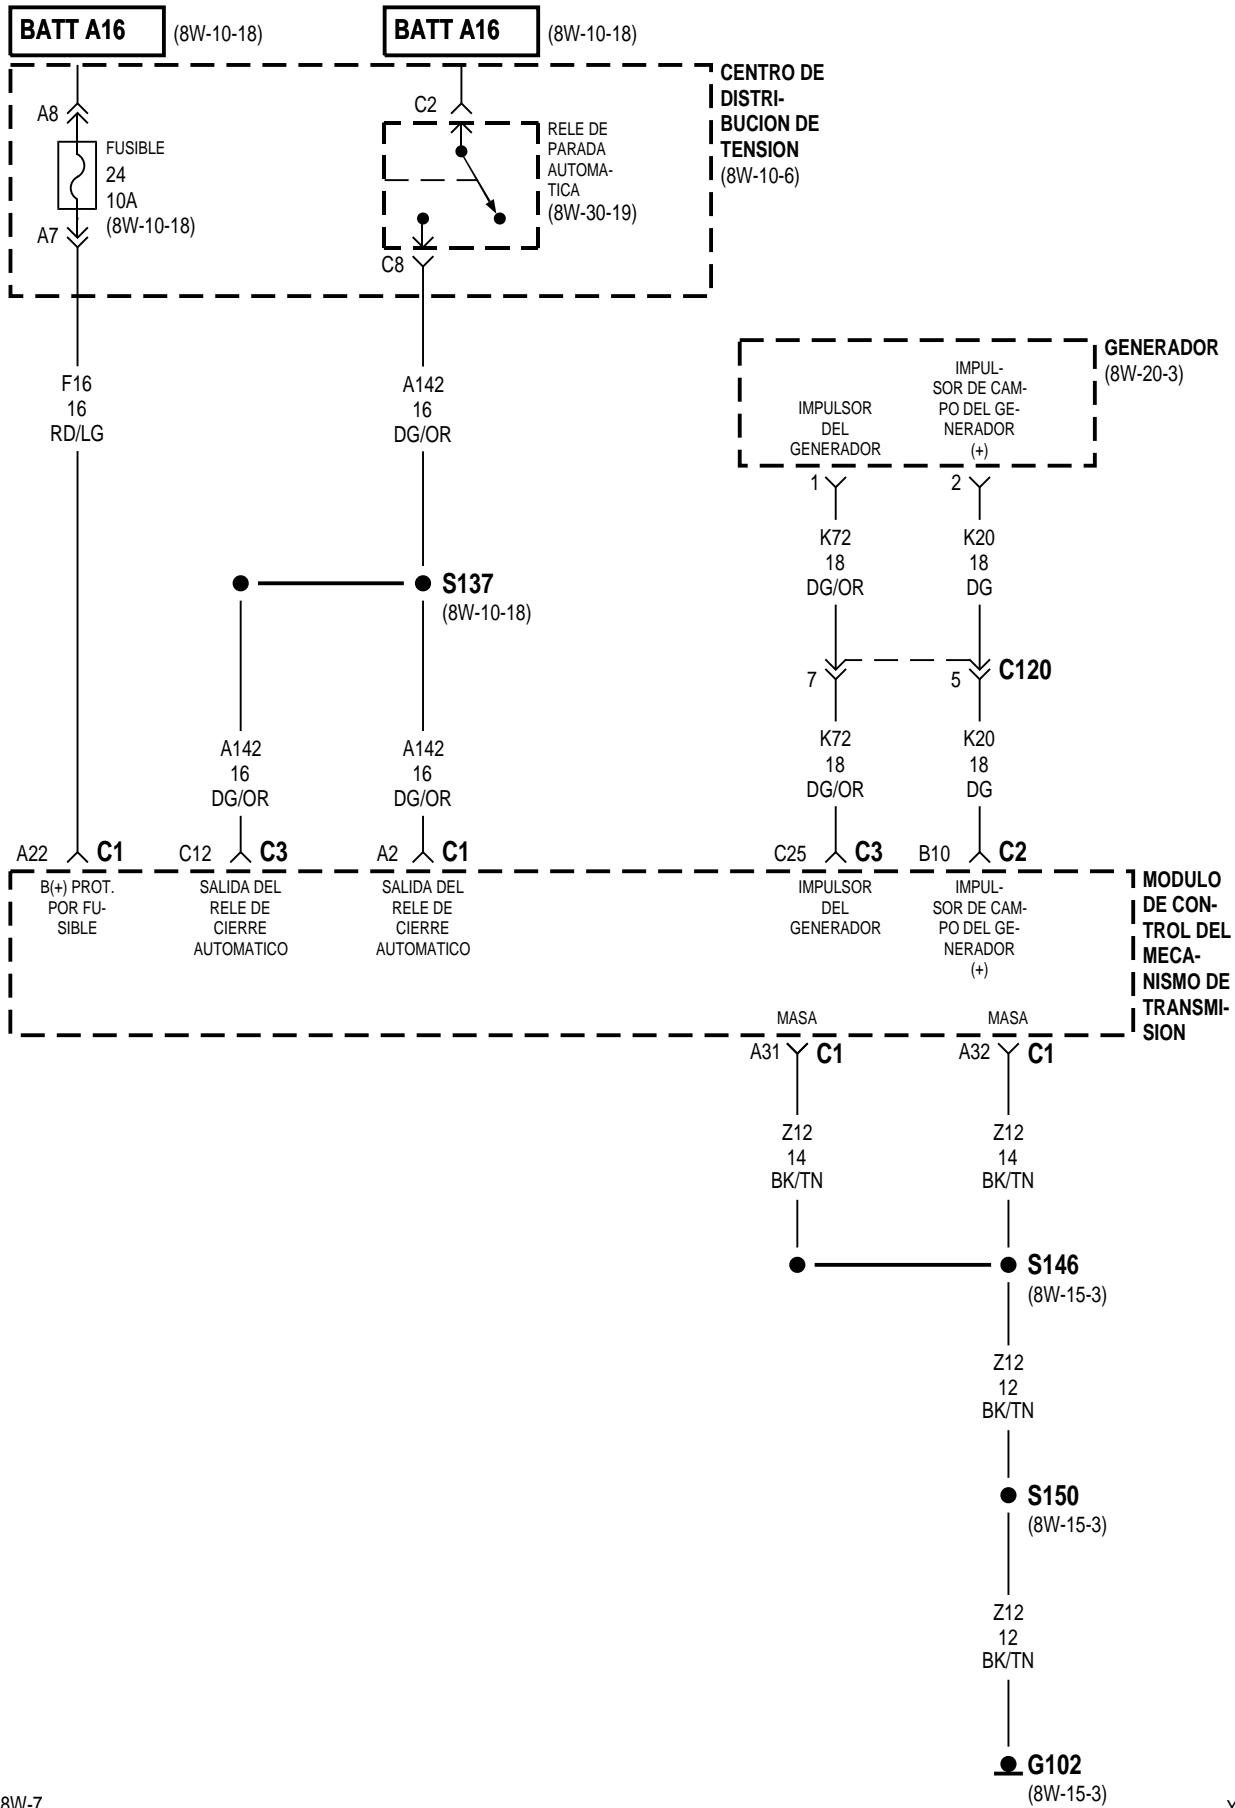 BATT A16
(8W-10-18)
BATT A16
(8W-10-18)
CENTRO DE
DISTRI-
BUCION DE
TENSION
(8W-10-6)
A8
FUSIBLE
24
10A
(8W-10-18)
A7
C2
RELE DE
PARADA
AUTOMA-
TICA
(8W-30-19)
C8
F16
16
RD/LG
A142
16
DG/OR
GENERADOR
(8W-20-3)
IMPULSOR
DEL
GENERADOR
IMPUL-
SOR DE CAM-
PO DEL GE-
NERADOR
(+)
1
2
K72
18
DG/OR
K20
18
DG
S137
(8W-10-18)
7
5
C120
A142
16
DG/OR
A142
16
DG/OR
K72
18
DG/OR
K20
18
DG
A22 C1
C12 C3
A2 C1
C25 C3
B10 C2
B(+) PROT.
POR FU-
SIBLE
SALIDA DEL
RELE DE
CIERRE
AUTOMATICO
SALIDA DEL
RELE DE
CIERRE
AUTOMATICO
IMPULSOR
DEL
GENERADOR
IMPUL-
SOR DE CAM-
PO DEL GE-
NERADOR
(+)
MODULO
DE CON-
TROL DEL
MECA-
NISMO DE
TRANSMI-
SION
MASA
MASA
A31 C1
A32 C1
Z12
14
BK/TN
Z12
14
BK/TN
S146
(8W-15-3)
Z12
12
BK/TN
S150
(8W-15-3)
Z12
12
BK/TN
G102
(8W-15-3)